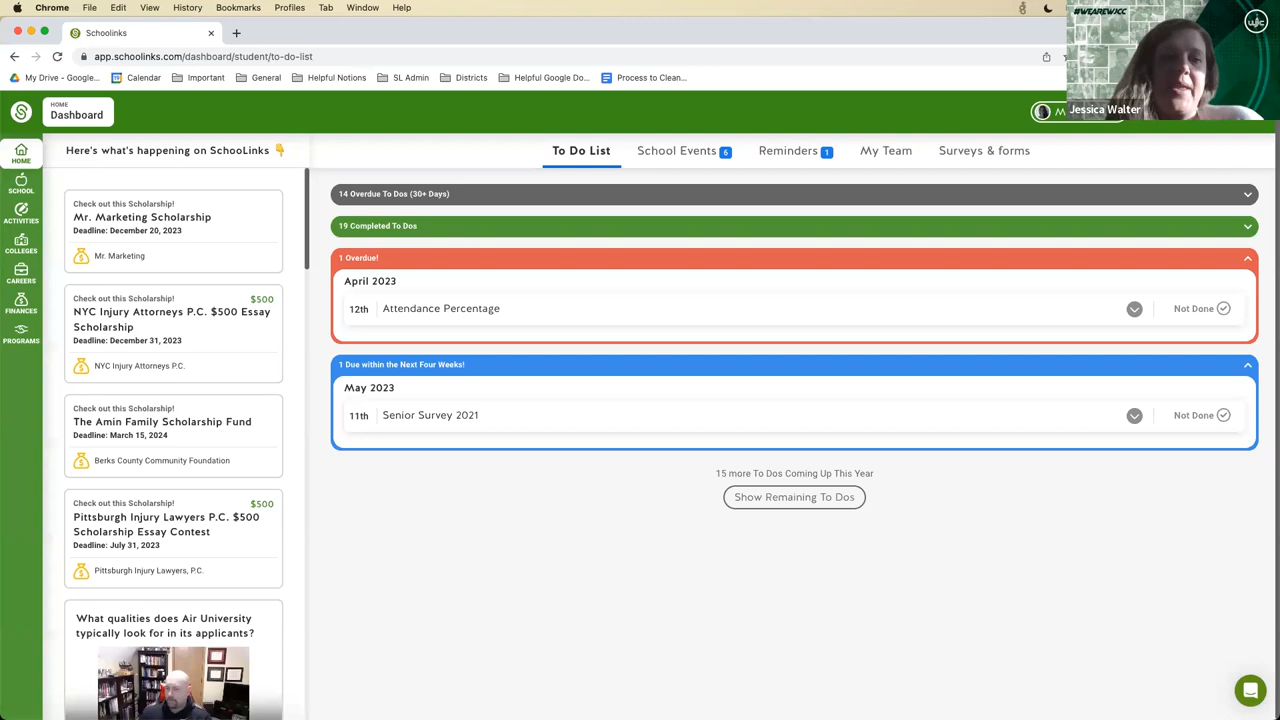 Chrome File Edit View History Bookmarks Profiles Tab Window Help
Schoolinks
app.schoolinks.com/dashboard/student/to-do-list
My Drive - Google... Calendar Important General Helpful Notions SL Admin Districts Helpful Google Do... Process to Clean...
#WEAREWJCC
wjcc
Jessica Walter
HOME
Dashboard
M
HOME
SCHOOL
ACTIVITIES
COLLEGES
CAREERS
FINANCES
PROGRAMS
Here's what's happening on SchooLinks
Check out this Scholarship!
Mr. Marketing Scholarship
Deadline: December 20, 2023
Mr. Marketing
Check out this Scholarship! $500
NYC Injury Attorneys P.C. $500 Essay
Scholarship
Deadline: December 31, 2023
NYC Injury Attorneys P.C.
Check out this Scholarship!
The Amin Family Scholarship Fund
Deadline: March 15, 2024
Berks County Community Foundation
Check out this Scholarship! $500
Pittsburgh Injury Lawyers P.C. $500
Scholarship Essay Contest
Deadline: July 31, 2023
Pittsburgh Injury Lawyers, P.C.
What qualities does Air University
typically look for in its applicants?
To Do List School Events 6 Reminders 1 My Team Surveys & forms
14 Overdue To Dos (30+ Days)
19 Completed To Dos
1 Overdue!
April 2023
12th Attendance Percentage Not Done
1 Due within the Next Four Weeks!
May 2023
11th Senior Survey 2021 Not Done
15 more To Dos Coming Up This Year
Show Remaining To Dos